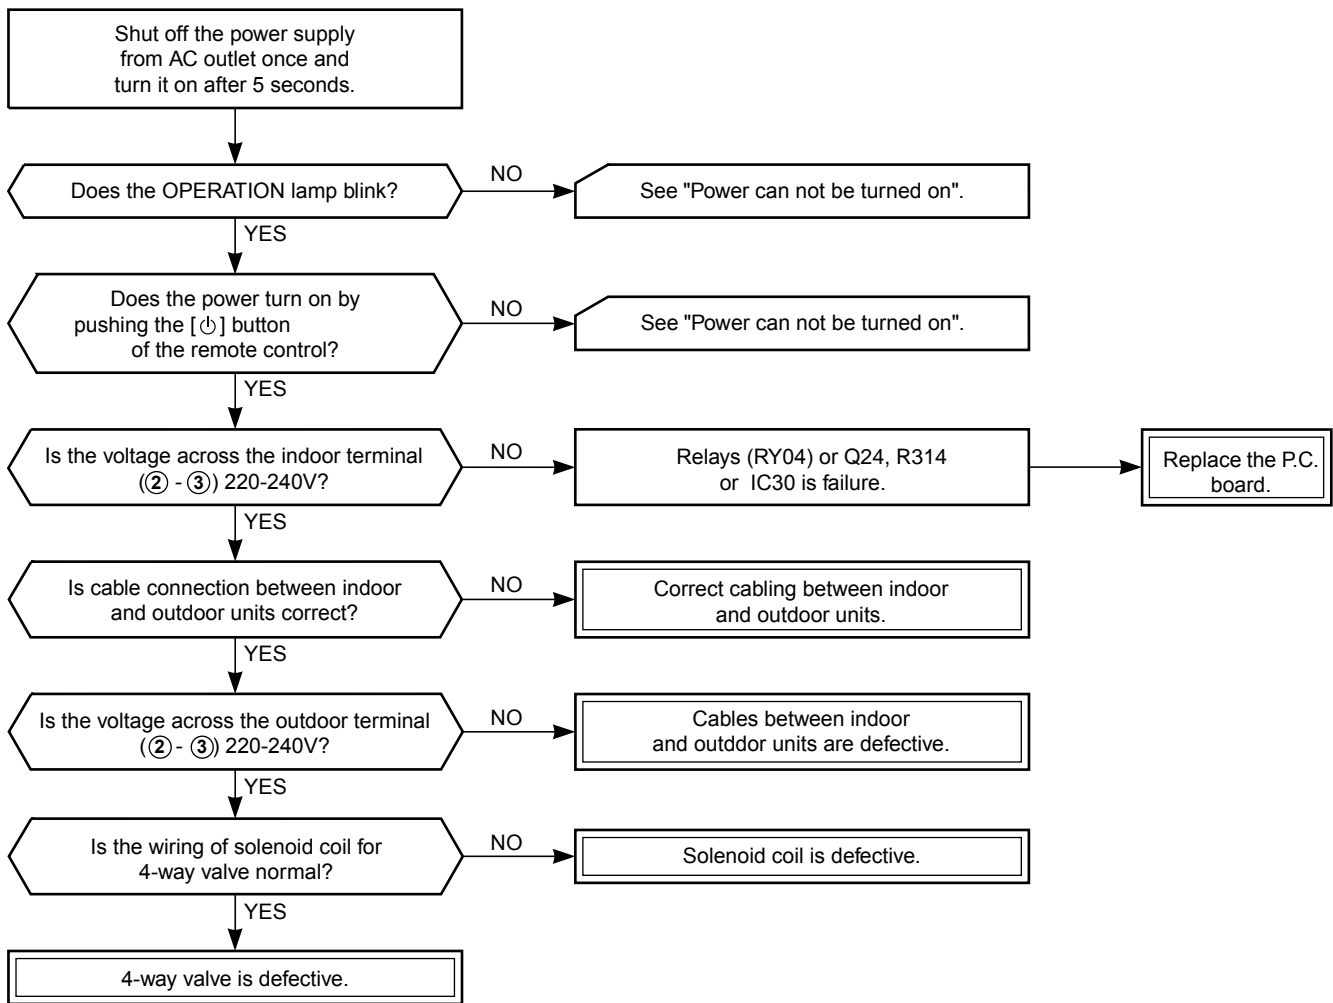 Shut off the power supply
from AC outlet once and
turn it on after 5 seconds.
Does the OPERATION lamp blink?
NO
See "Power can not be turned on".
YES
Does the power turn on by
pushing the [⏻] button
of the remote control?
NO
See "Power can not be turned on".
YES
Is the voltage across the indoor terminal
(② - ③) 220-240V?
NO
Relays (RY04) or Q24, R314
or IC30 is failure.
Replace the P.C.
board.
YES
Is cable connection between indoor
and outdoor units correct?
NO
Correct cabling between indoor
and outdoor units.
YES
Is the voltage across the outdoor terminal
(② - ③) 220-240V?
NO
Cables between indoor
and outddor units are defective.
YES
Is the wiring of solenoid coil for
4-way valve normal?
NO
Solenoid coil is defective.
YES
4-way valve is defective.